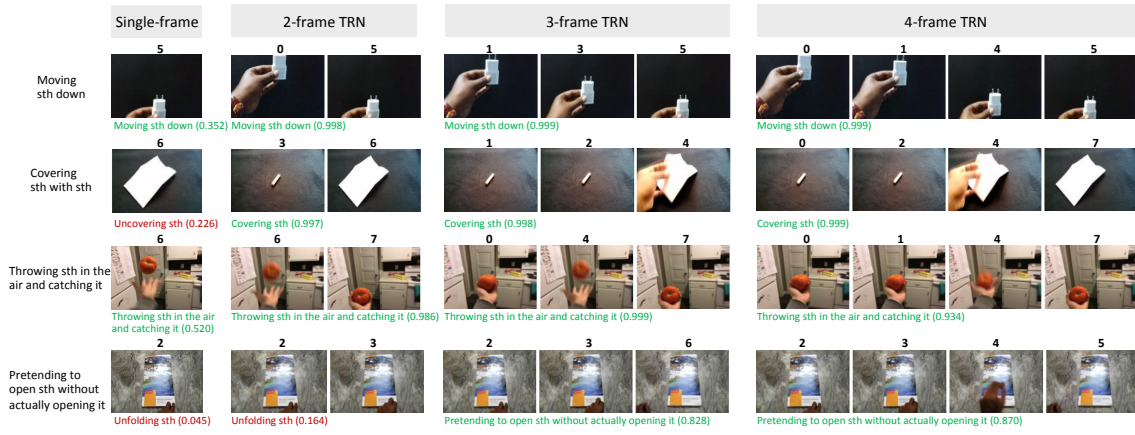 Single-frame 2-frame TRN 3-frame TRN 4-frame TRN
5 0 5 1 3 5 0 1 4 5
Moving
sth down
Moving sth down (0.352) Moving sth down (0.998) Moving sth down (0.999) Moving sth down (0.999)
6 3 6 1 2 4 0 2 4 7
Covering
sth with sth
Uncovering sth (0.226) Covering sth (0.997) Covering sth (0.998) Covering sth (0.999)
6 6 7 0 4 7 0 1 4 7
Throwing sth in the
air and catching it
Throwing sth in the
and catching it (0.520)
Throwing sth in the air and catching it (0.986) Throwing sth in the air and catching it (0.999) Throwing sth in the air and catching it (0.934)
2 2 3 2 3 6 2 3 4 5
Pretending to
open sth without
actually opening it
Unfolding sth (0.045) Unfolding sth (0.164) Pretending to open sth without actually opening it (0.828) Pretending to open sth without actually opening it (0.870)